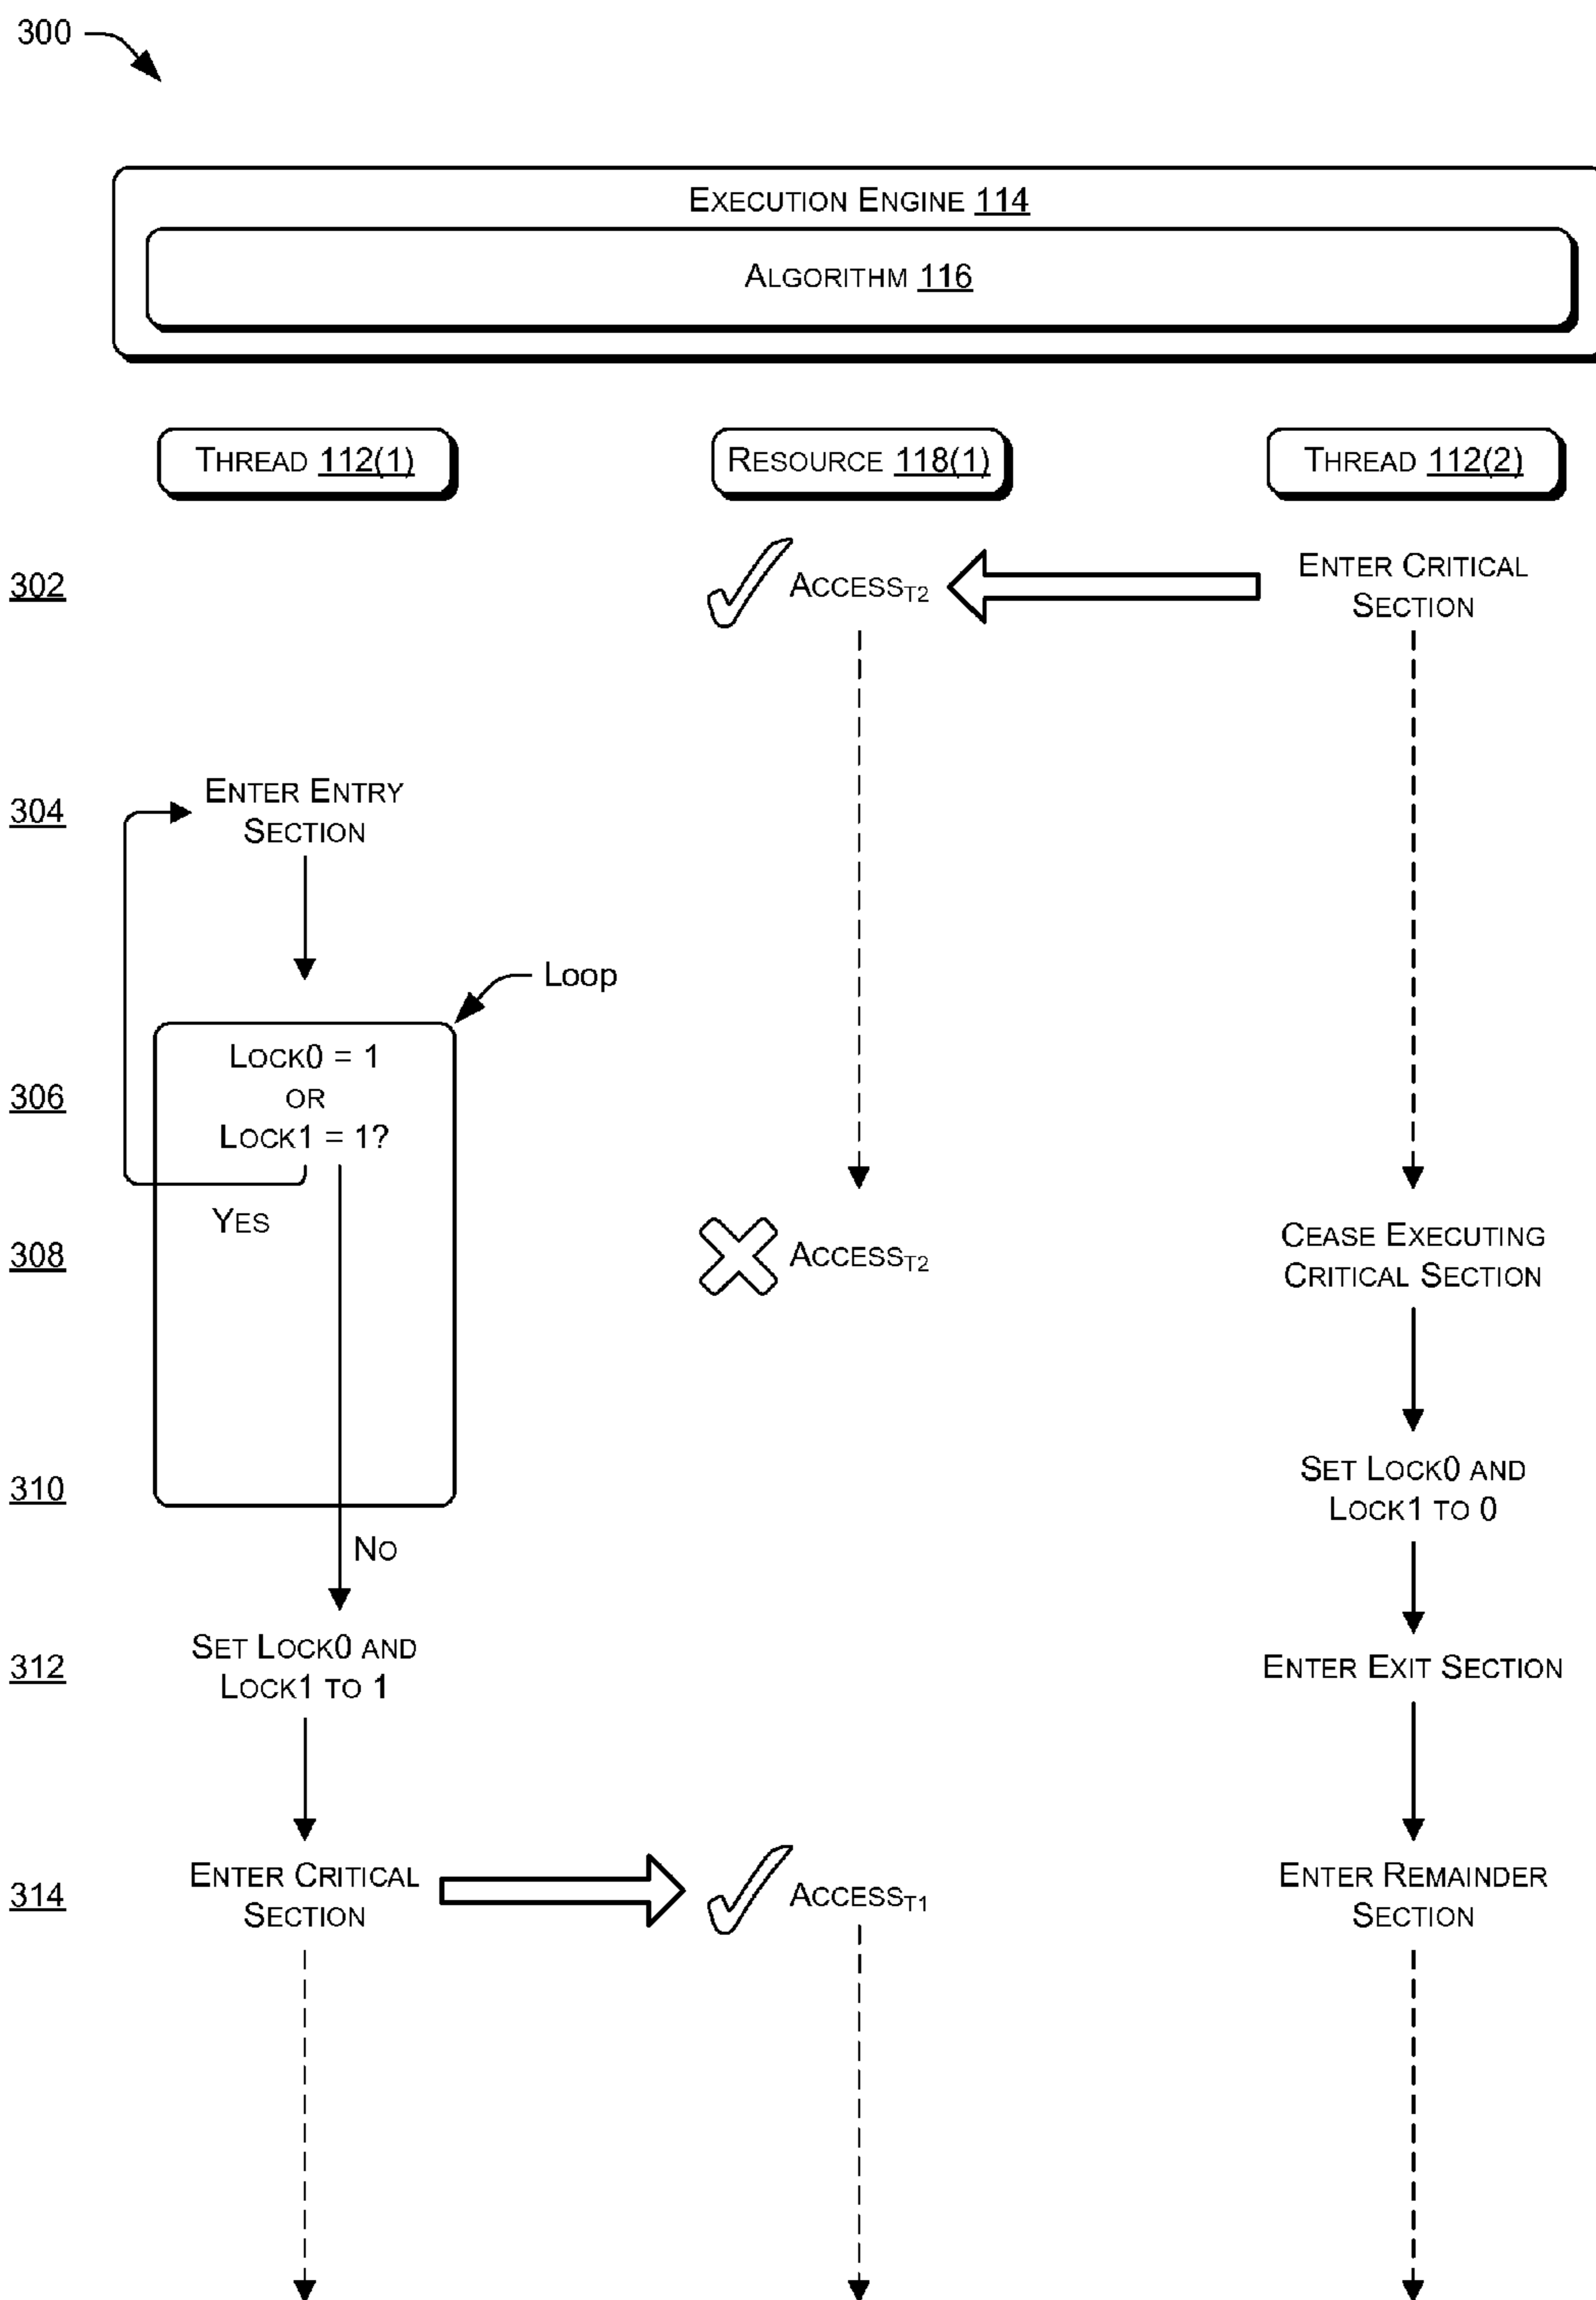 300
EXECUTION ENGINE 114
ALGORITHM 116
THREAD 112(1)
RESOURCE 118(1)
THREAD 112(2)
302
ACCESST2
ENTER CRITICAL
SECTION
304
ENTER ENTRY
SECTION
Loop
306
LOCK0 = 1
OR
LOCK1 = 1?
YES
308
ACCESST2
CEASE EXECUTING
CRITICAL SECTION
310
SET LOCK0 AND
LOCK1 TO 0
NO
312
SET LOCK0 AND
LOCK1 TO 1
ENTER EXIT SECTION
314
ENTER CRITICAL
SECTION
ACCESST1
ENTER REMAINDER
SECTION